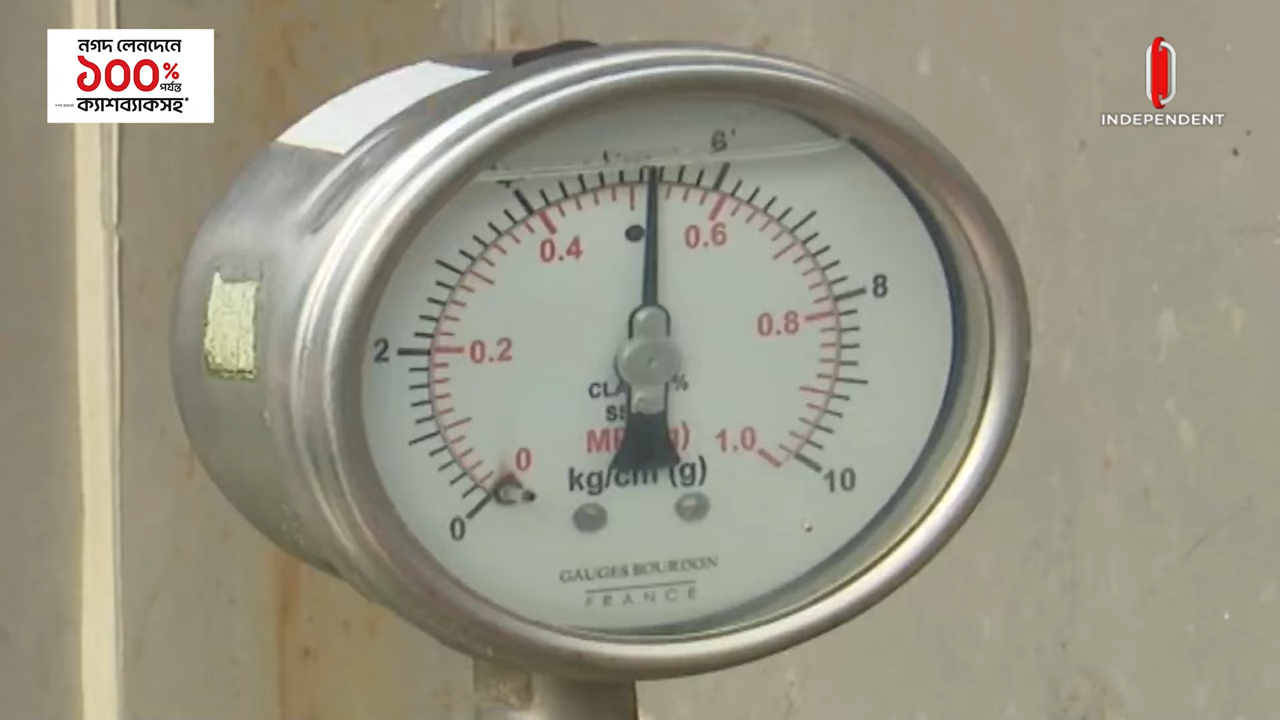 নগদ লেনদেনে
১০০%
পর্যন্ত
ক্যাশব্যাকসহ*
INDEPENDENT
6
0.4
0.6
8
0.8
2
0.2
%
1.0
0
kg/cm (g)
10
0
GAUGES BOURDON
FRANCE